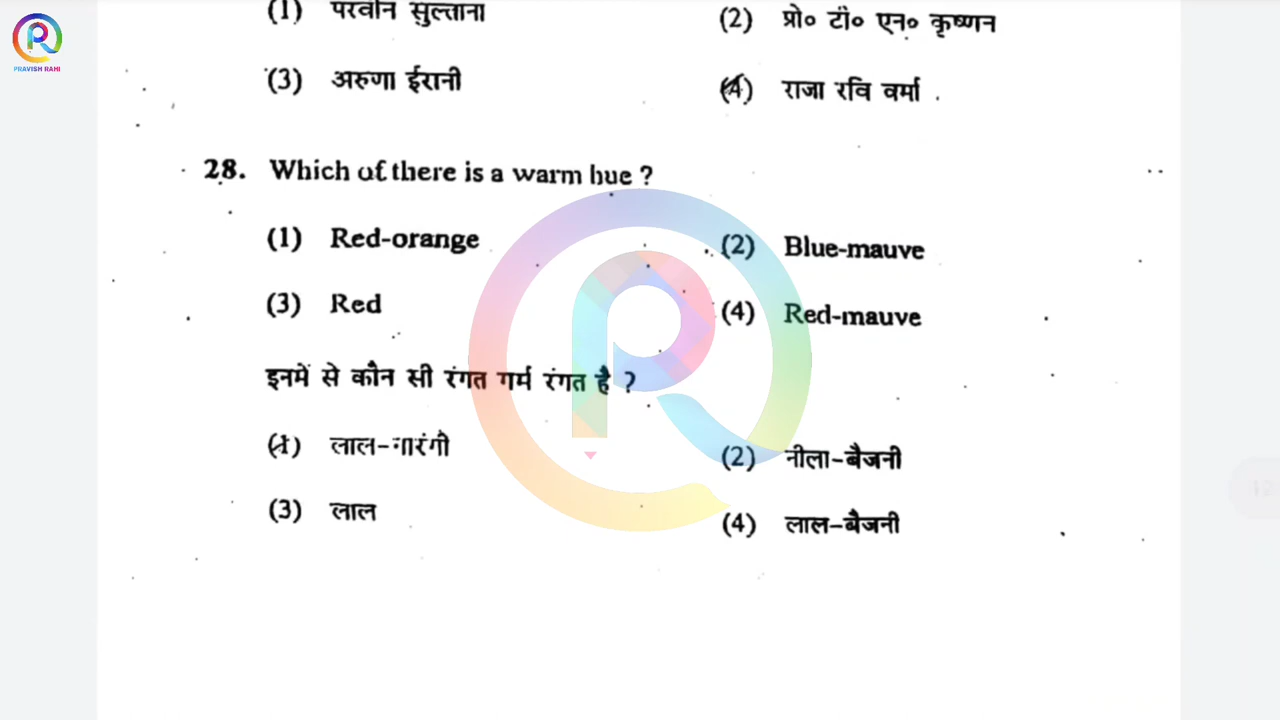 PRAVISH RAHI
(1) परवीन सुल्ताना (2) प्रो० टी० एन० कृष्णन
(3) अरुणा ईरानी (4) राजा रवि वर्मा
28. Which of there is a warm hue ?
(1) Red-orange (2) Blue-mauve
(3) Red (4) Red-mauve
इनमें से कौन सी रंगत गर्म रंगत है ?
(1) लाल-नारंगी (2) नीला-बैजनी
(3) लाल (4) लाल-बैजनी